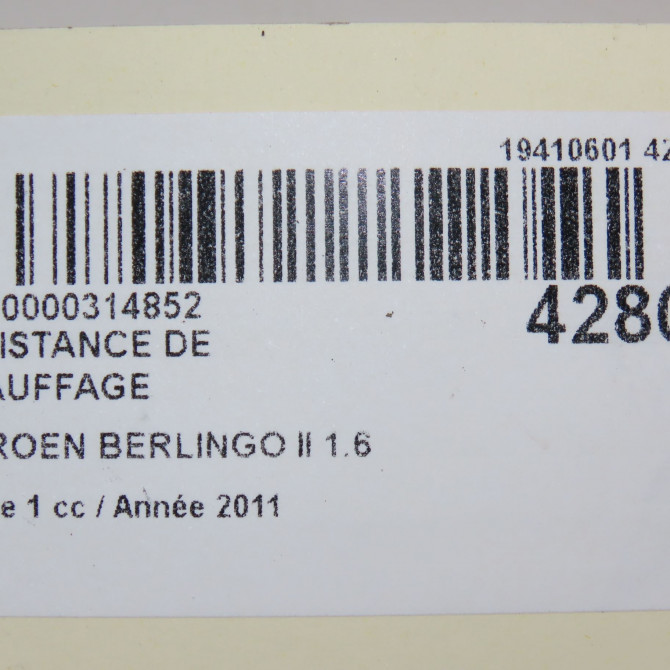 19410601 42
0000314852
4280
ISTANCE DE
AUFFAGE
ROEN BERLINGO II 1.6
e 1 cc / Année 2011